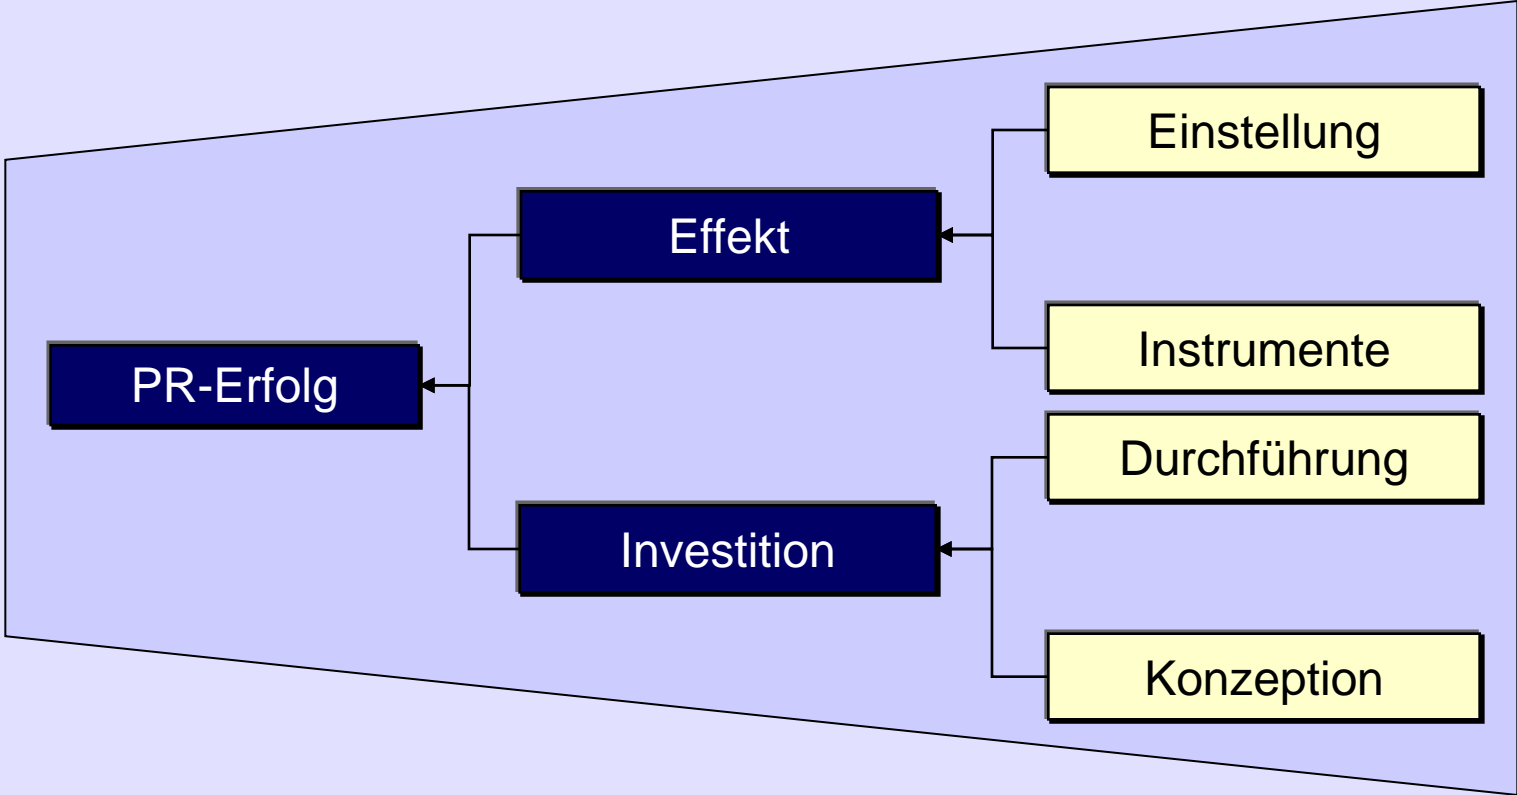 Einstellung
Effekt
Instrumente
PR-Erfolg
Durchführung
Investition
Konzeption